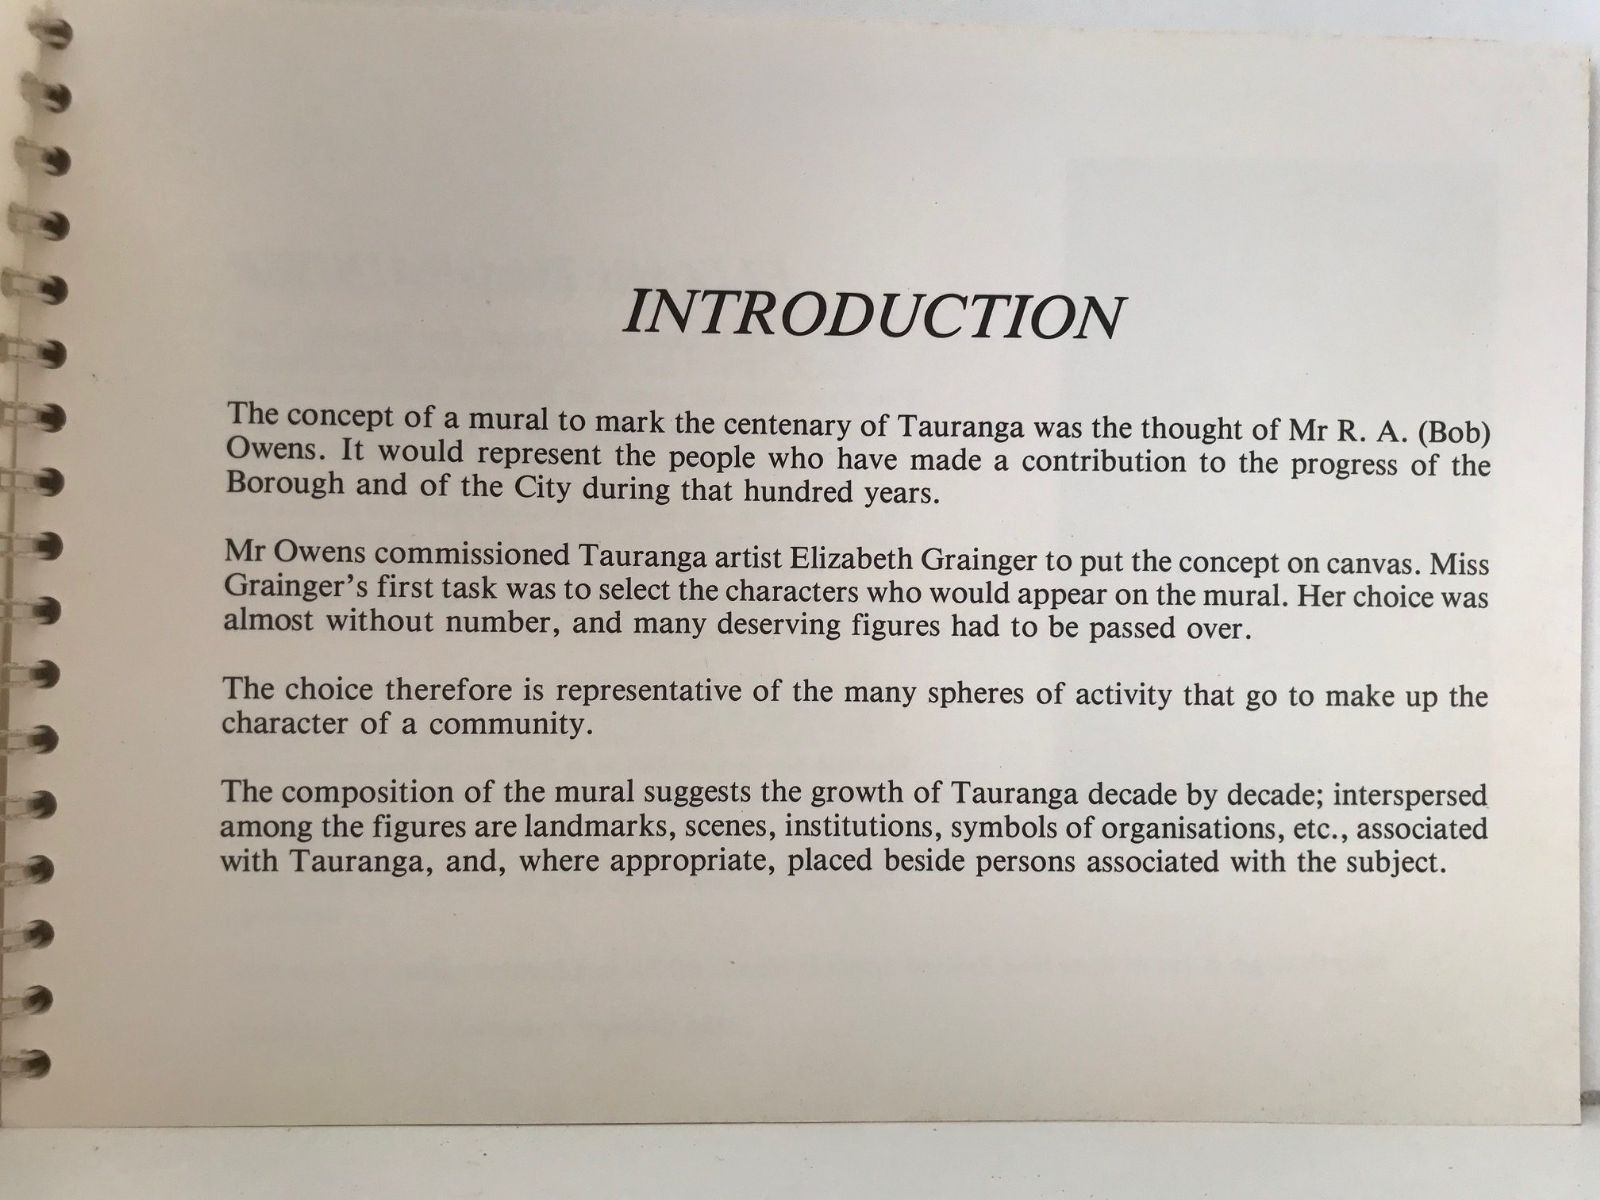 INTRODUCTION
The concept of a mural to mark the centenary of Tauranga was the thought of Mr R. A. (Bob)
Owens. It would represent the people who have made a contribution to the progress of the
Borough and of the City during that hundred years.
Mr Owens commissioned Tauranga artist Elizabeth Grainger to put the concept on canvas. Miss
Grainger's first task was to select the characters who would appear on the mural. Her choice was
almost without number, and many deserving figures had to be passed over.
The choice therefore is representative of the many spheres of activity that go to make up the
character of a community.
The composition of the mural suggests the growth of Tauranga decade by decade; interspersed
among the figures are landmarks, scenes, institutions, symbols of organisations, etc., associated
with Tauranga, and, where appropriate, placed beside persons associated with the subject.